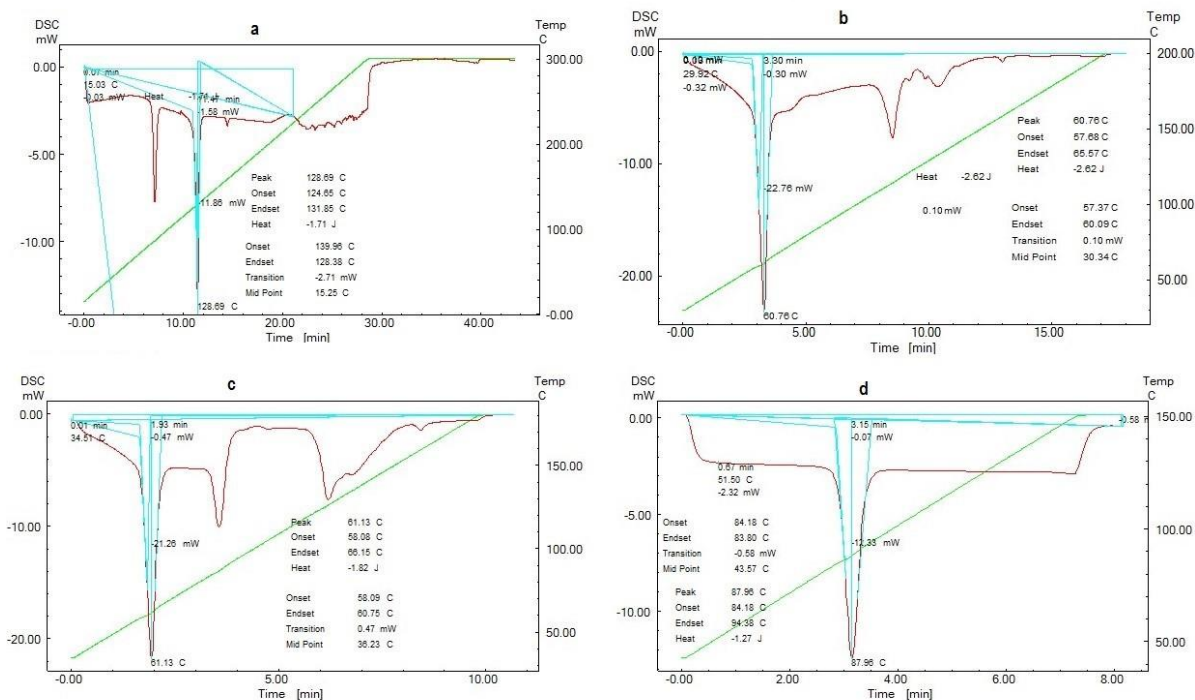 a
DSC
mW
Temp
C
0.00
-5.00
-10.00
300.00
200.00
100.00
-0.00
0.07 min
15.03 C
-0.03 mW
Heat
-1.58 mW
Peak 128.69 C
Onset 124.65 C
Endset 131.85 C
Heat -1.71 J
-11.86 mW
Onset 139.96 C
Endset 128.38 C
Transition -2.71 mW
Mid Point 15.25 C
128.69 C
-0.00 10.00 20.00 30.00 40.00
Time [min]
b
DSC
mW
Temp
C
-0.00
-10.00
-20.00
200.00
150.00
100.00
50.00
29.92 C
-0.32 mW
3.30 min
-0.30 mW
-22.76 mW
Peak 60.76 C
Onset 57.68 C
Endset 65.57 C
Heat -2.62 J
Heat -2.62 J
0.10 mW
Onset 57.37 C
Endset 60.09 C
Transition 0.10 mW
Mid Point 30.34 C
60.76 C
-0.00 5.00 10.00 15.00
Time [min]
c
DSC
mW
Temp
C
-0.00
-10.00
-20.00
150.00
100.00
50.00
0.01 min
34.51 C
1.93 min
-0.47 mW
-21.26 mW
Peak 61.13 C
Onset 58.08 C
Endset 66.15 C
Heat -1.82 J
Onset 58.09 C
Endset 60.75 C
Transition 0.47 mW
Mid Point 36.23 C
61.13 C
-0.00 5.00 10.00
Time [min]
d
DSC
mW
Temp
C
-0.00
-5.00
-10.00
150.00
100.00
50.00
3.15 min
-0.07 mW
0.67 min
51.50 C
-2.32 mW
-12.33 mW
Onset 84.18 C
Endset 83.80 C
Transition -0.58 mW
Mid Point 43.57 C
Peak 87.96 C
Onset 84.18 C
Endset 94.38 C
Heat -1.27 J
87.96 C
0.00 2.00 4.00 6.00 8.00
Time [min]